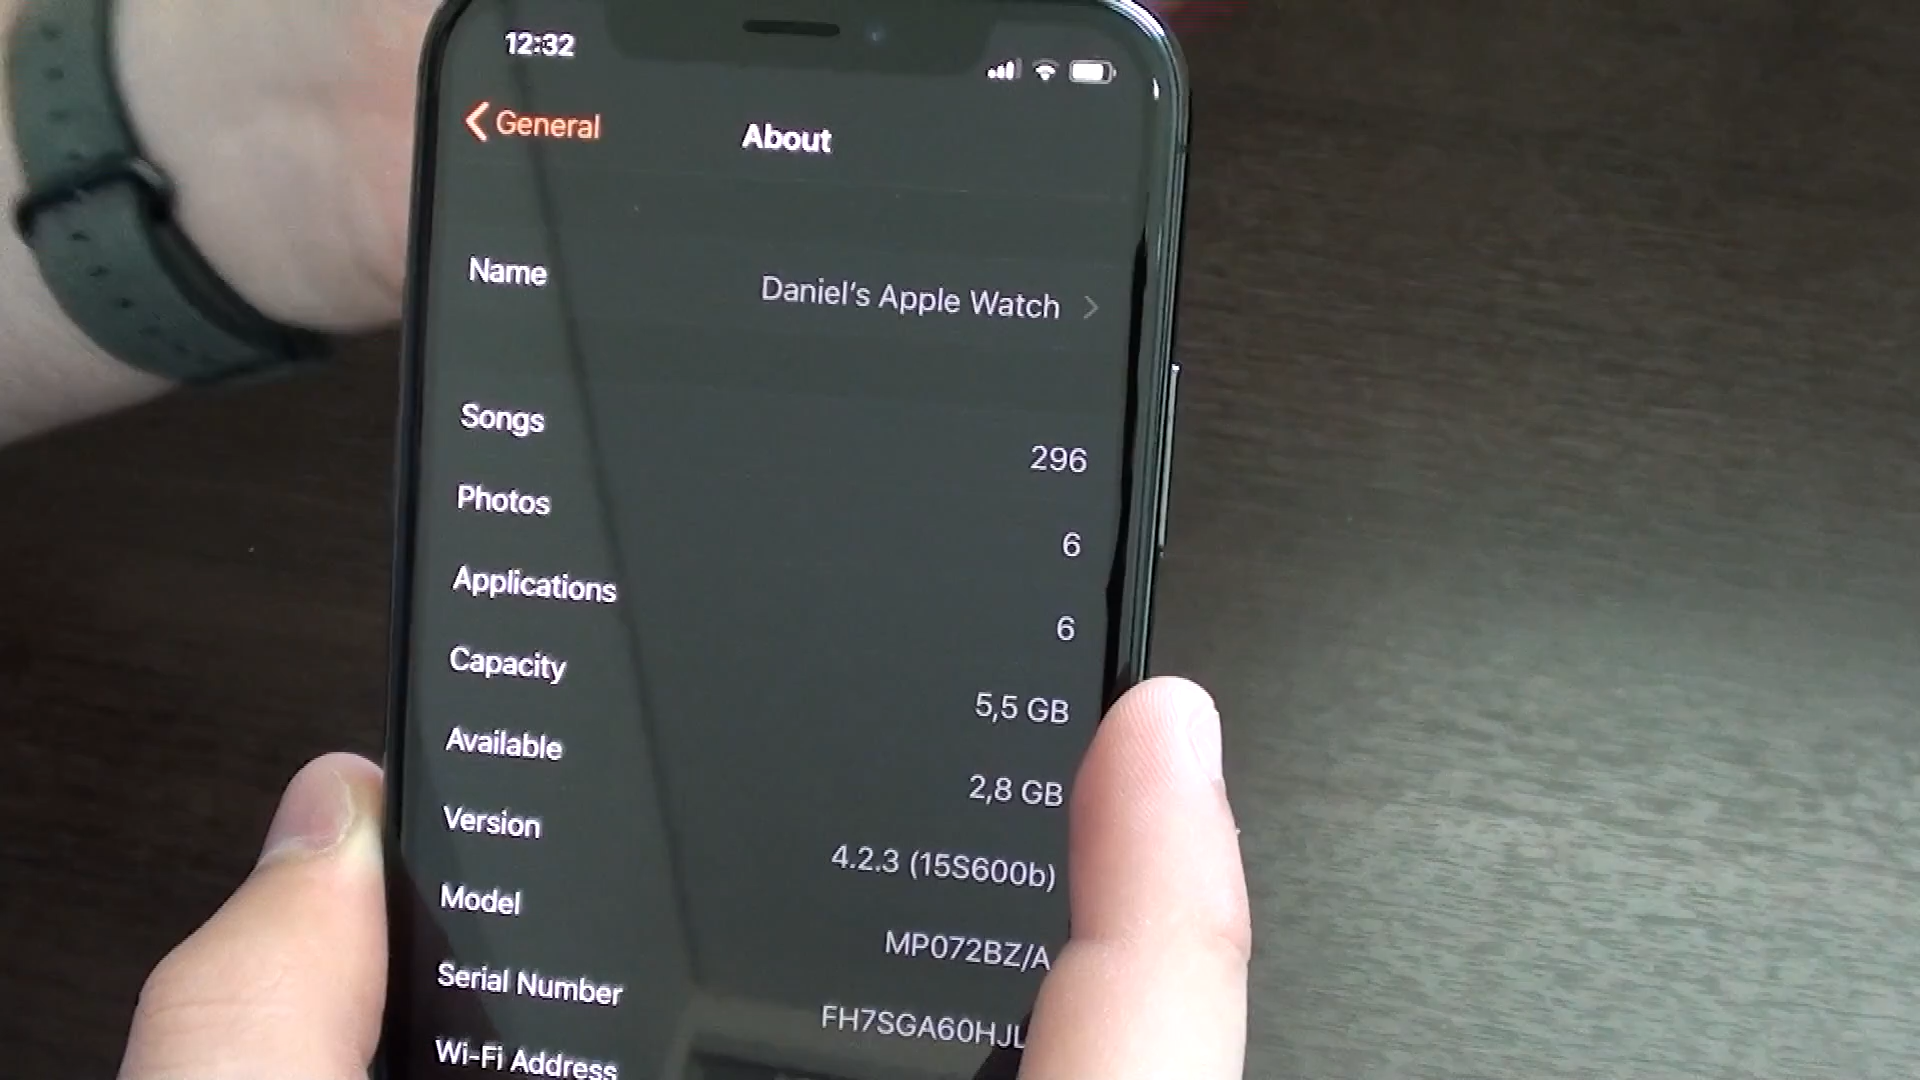 12:32
General
About
Name Daniel's Apple Watch
Songs 296
Photos 6
Applications 6
Capacity 5,5 GB
Available 2,8 GB
Version 4.2.3 (15S600b)
Model MP072BZ/A
Serial Number FH7SGA60HJL
Wi-Fi Address